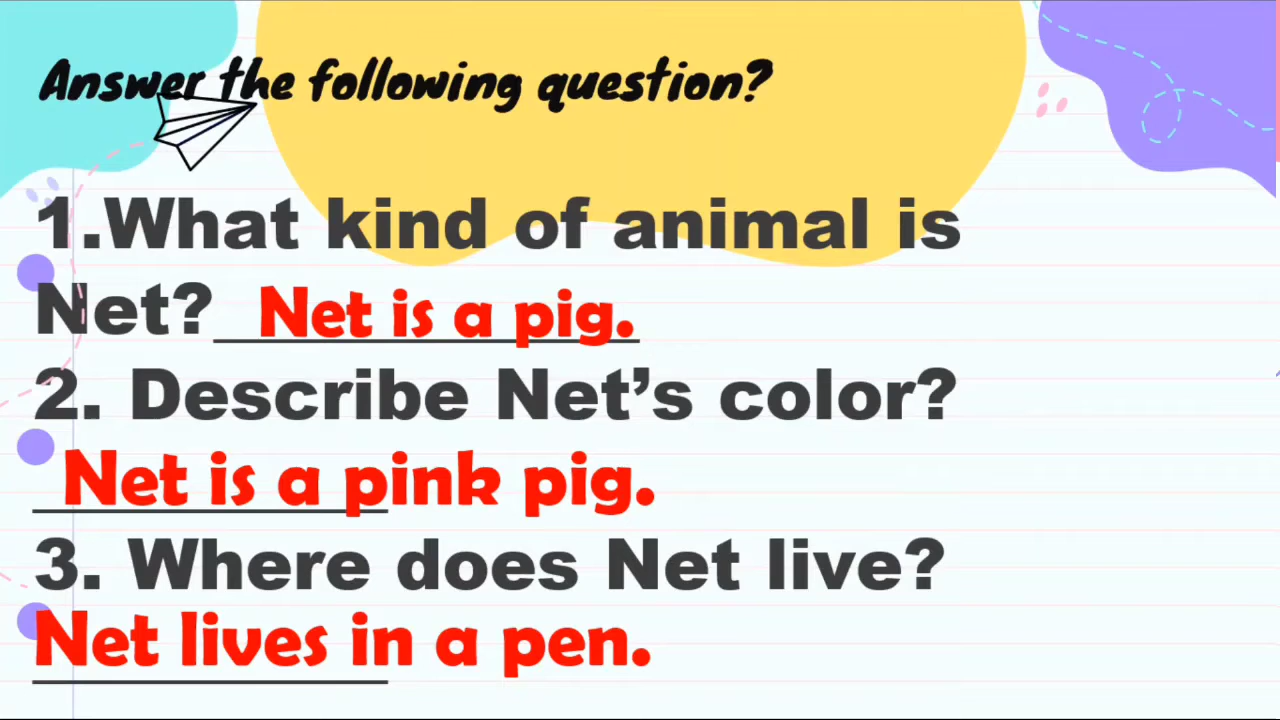 Answer the following question?
1.What kind of animal is
Net? Net is a pig.
2. Describe Net’s color?
Net is a pink pig.
3. Where does Net live?
Net lives in a pen.